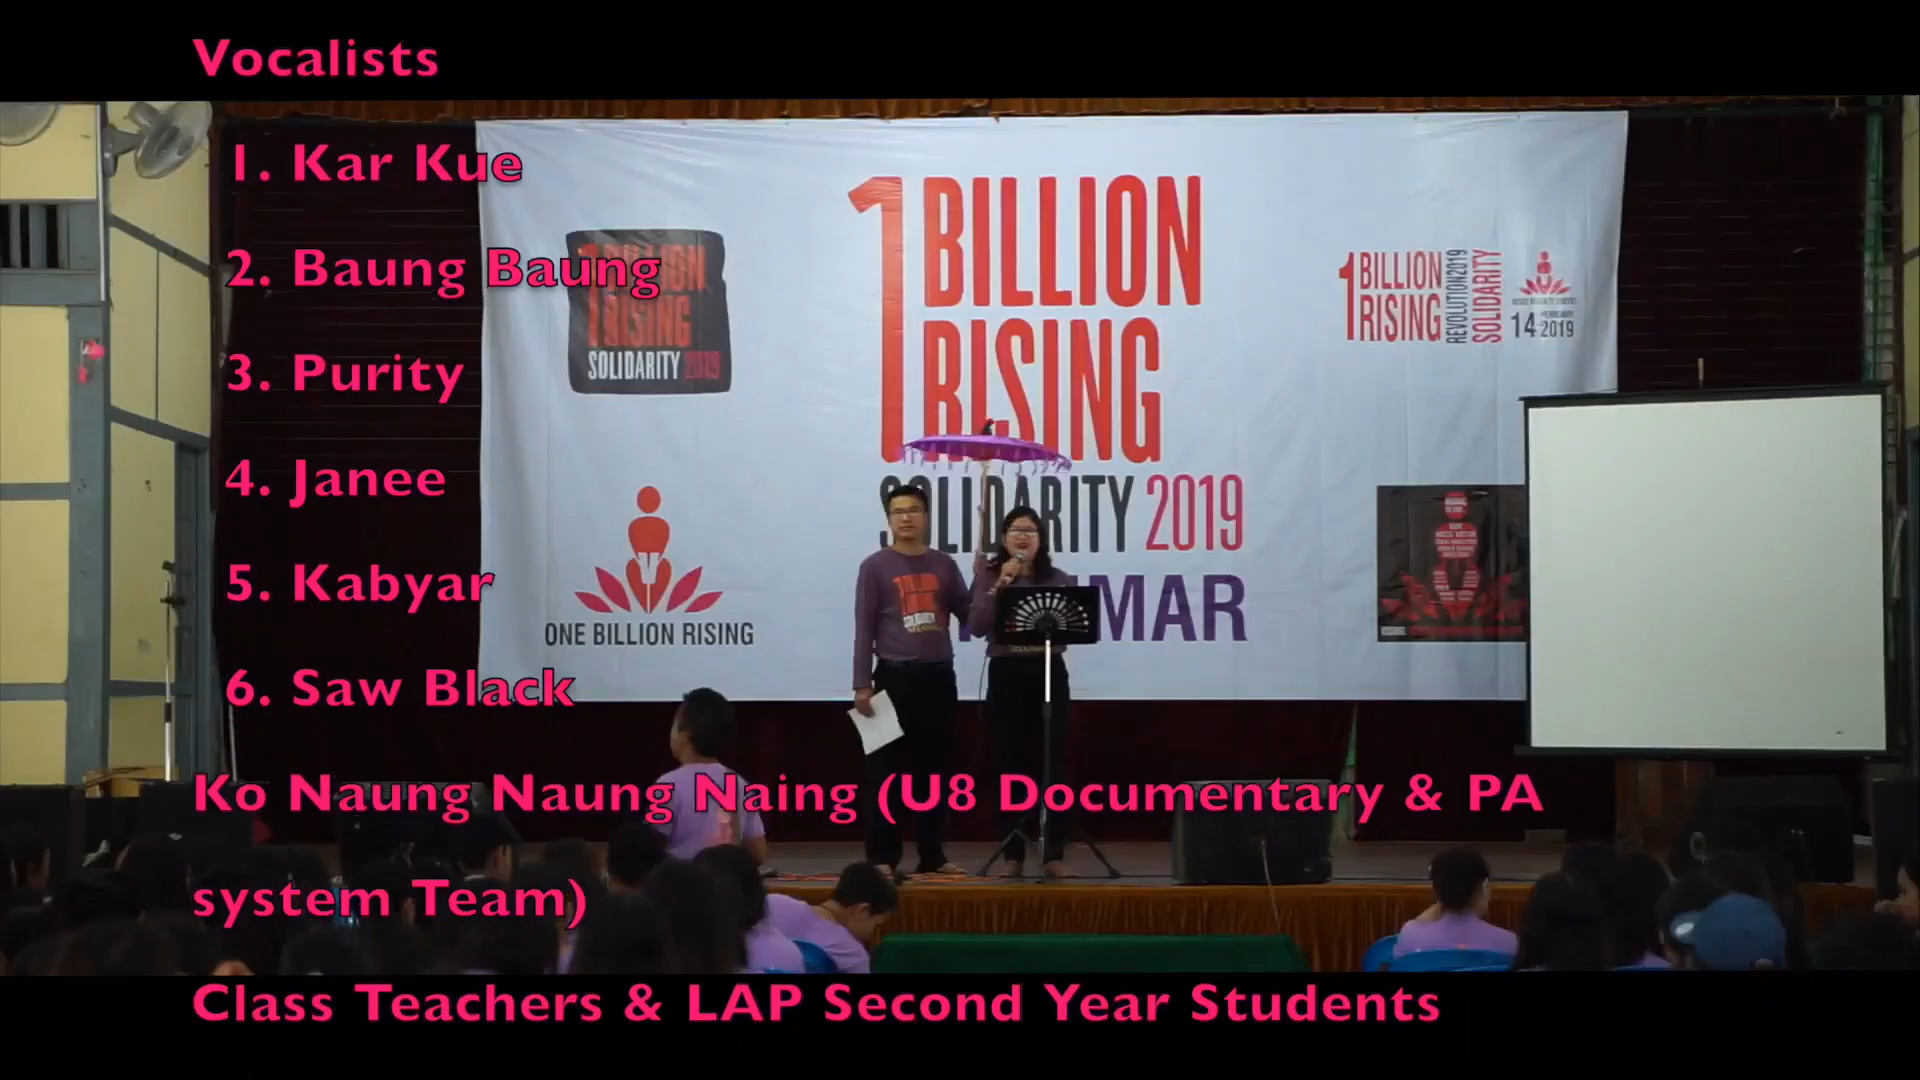 Vocalists
1. Kar Kue
2. Baung Baung
3. Purity
4. Janee
5. Kabyar
6. Saw Black
Ko Naung Naung Naing (U8 Documentary & PA
system Team)
Class Teachers & LAP Second Year Students
1 BILLION
RISING
SOLIDARITY 2019
MAR
1 BILLION
RISING
SOLIDARITY 2019
ONE BILLION RISING
1 BILLION
RISING
REVOLUTION2019
SOLIDARITY
14 FEBRUARY
2019